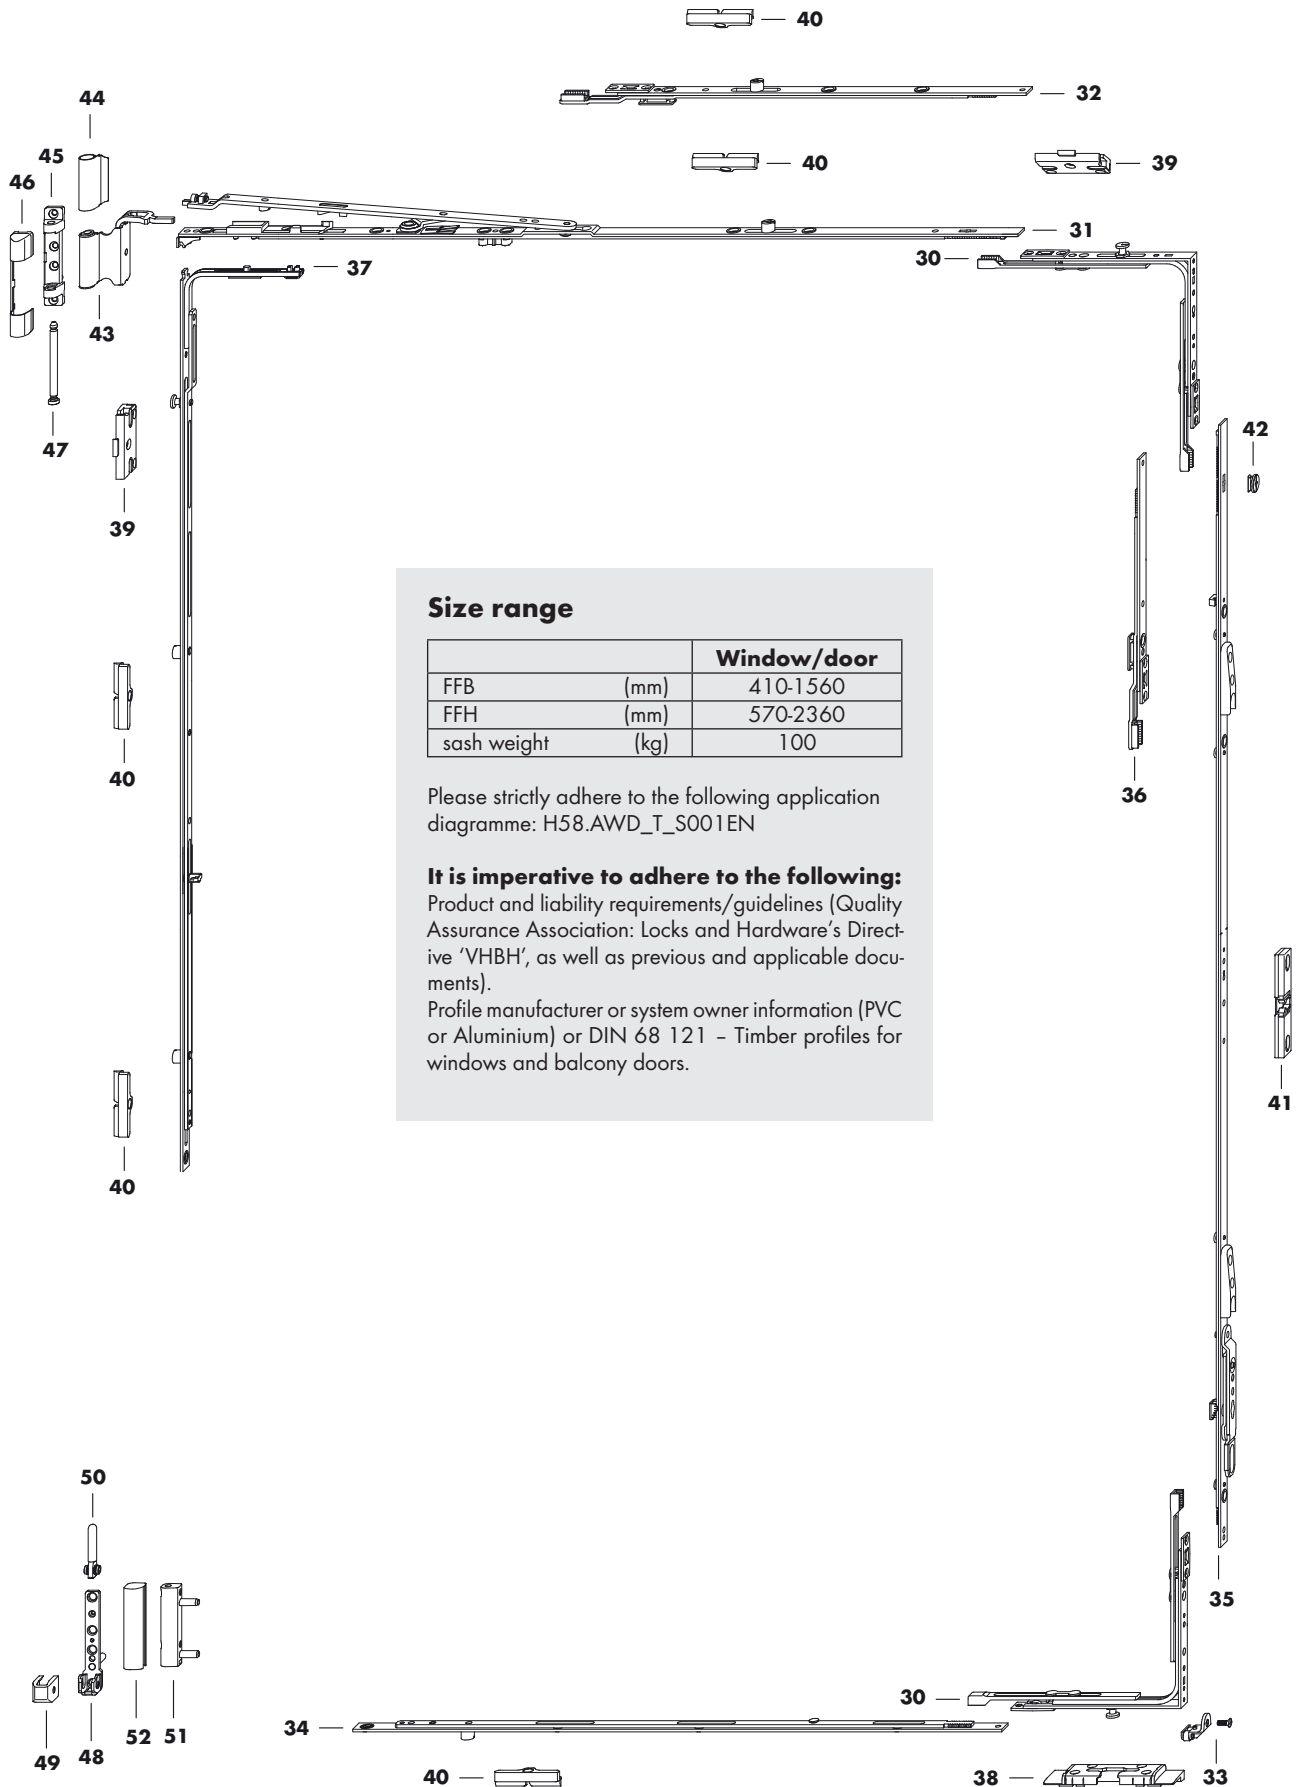 40
32
44
40
39
45
46
31
30
37
43
42
47
39
Size range
Window/door
FFB (mm) 410-1560
FFH (mm) 570-2360
sash weight (kg) 100
40
36
Please strictly adhere to the following application
diagramme: H58.AWD_T_S001EN
It is imperative to adhere to the following:
Product and liability requirements/guidelines (Quality
Assurance Association: Locks and Hardware's Direct-
ive 'VHBH', as well as previous and applicable docu-
ments).
Profile manufacturer or system owner information (PVC
or Aluminium) or DIN 68 121 – Timber profiles for
windows and balcony doors.
41
40
50
35
30
34
52 51
49 48
40
38 33